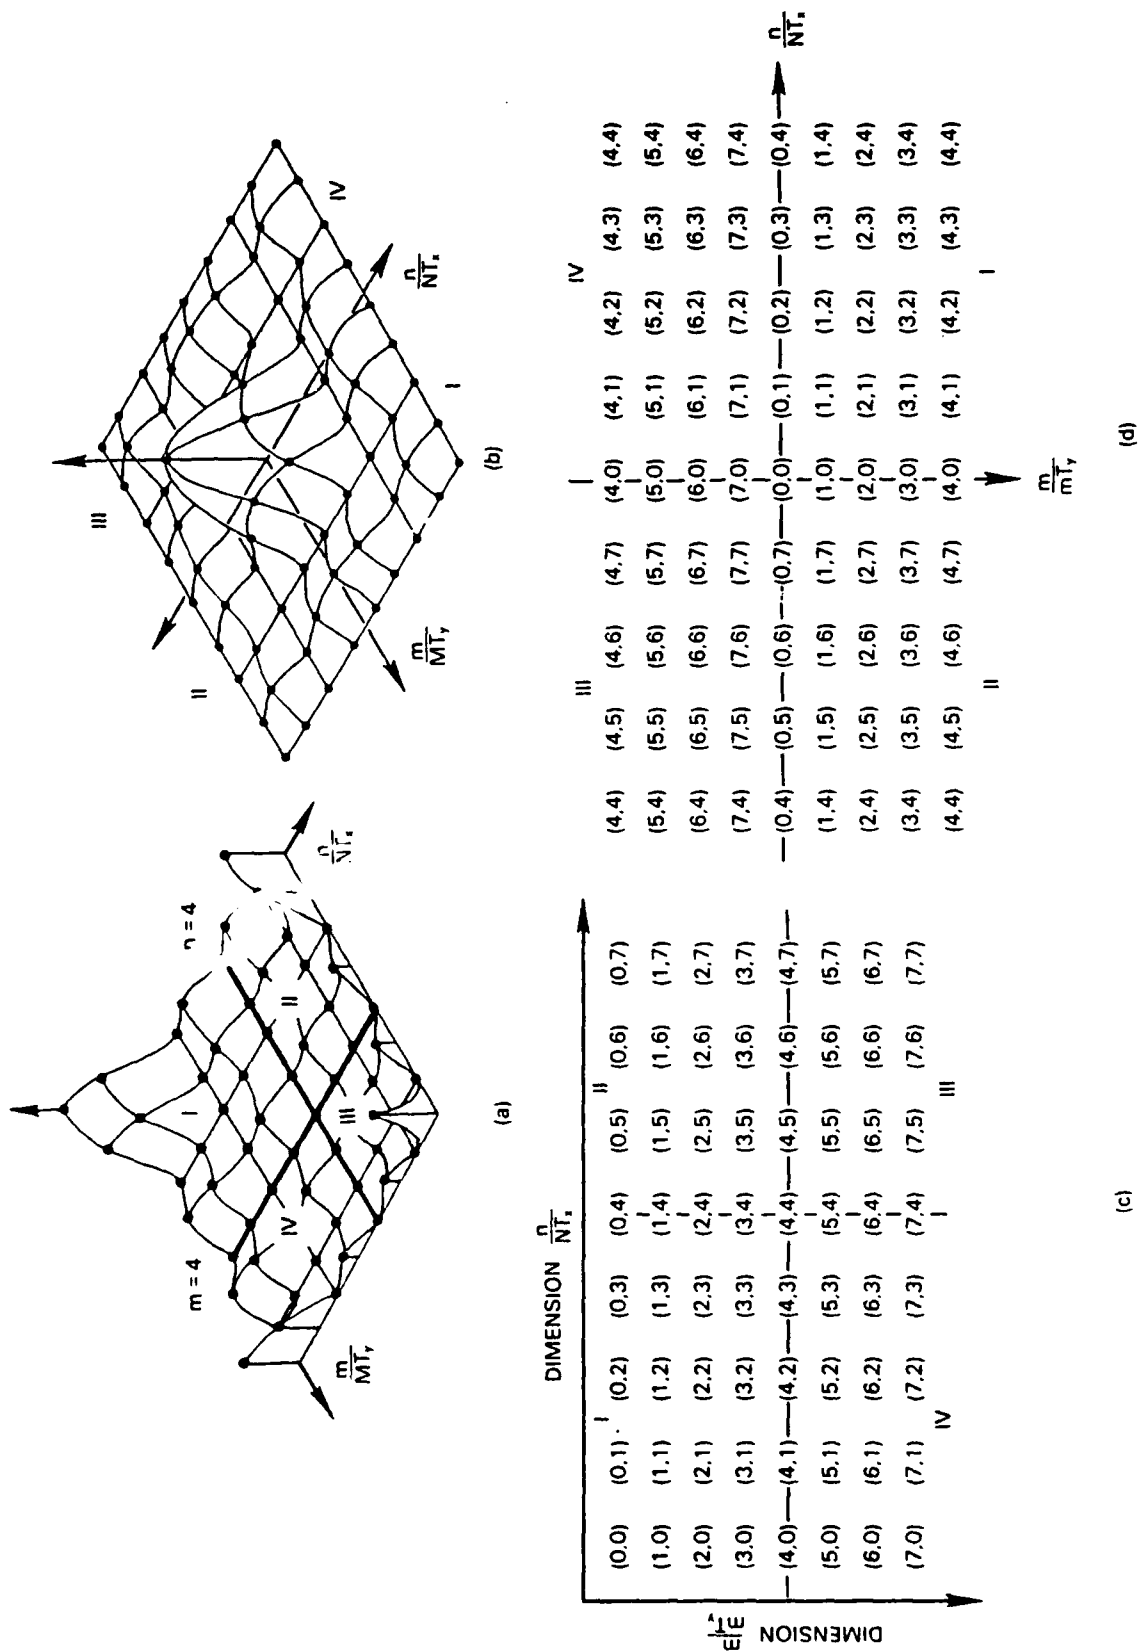 m = 4
n = 4
I
II
III
IV
m
MTy
n
NTx
(a)
III
II
IV
I
m
MTy
n
NTx
(b)
DIMENSION n
NTx
DIMENSION
I II
(0,0) (0,1) (0,2) (0,3) (0,4) (0,5) (0,6) (0,7)
(1,0) (1,1) (1,2) (1,3) (1,4) (1,5) (1,6) (1,7)
(2,0) (2,1) (2,2) (2,3) (2,4) (2,5) (2,6) (2,7)
(3,0) (3,1) (3,2) (3,3) (3,4) (3,5) (3,6) (3,7)
(4,0) (4,1) (4,2) (4,3) (4,4) (4,5) (4,6) (4,7)
(5,0) (5,1) (5,2) (5,3) (5,4) (5,5) (5,6) (5,7)
(6,0) (6,1) (6,2) (6,3) (6,4) (6,5) (6,6) (6,7)
(7,0) (7,1) (7,2) (7,3) (7,4) (7,5) (7,6) (7,7)
IV III
(c)
III IV
(4,4) (4,5) (4,6) (4,7) (4,0) (4,1) (4,2) (4,3) (4,4)
(5,4) (5,5) (5,6) (5,7) (5,0) (5,1) (5,2) (5,3) (5,4)
(6,4) (6,5) (6,6) (6,7) (6,0) (6,1) (6,2) (6,3) (6,4)
(7,4) (7,5) (7,6) (7,7) (7,0) (7,1) (7,2) (7,3) (7,4)
(0,4) (0,5) (0,6) (0,7) (0,0) (0,1) (0,2) (0,3) (0,4)
n
NTx
(1,4) (1,5) (1,6) (1,7) (1,0) (1,1) (1,2) (1,3) (1,4)
(2,4) (2,5) (2,6) (2,7) (2,0) (2,1) (2,2) (2,3) (2,4)
(3,4) (3,5) (3,6) (3,7) (3,0) (3,1) (3,2) (3,3) (3,4)
(4,4) (4,5) (4,6) (4,7) (4,0) (4,1) (4,2) (4,3) (4,4)
II I
m
mTy
(d)